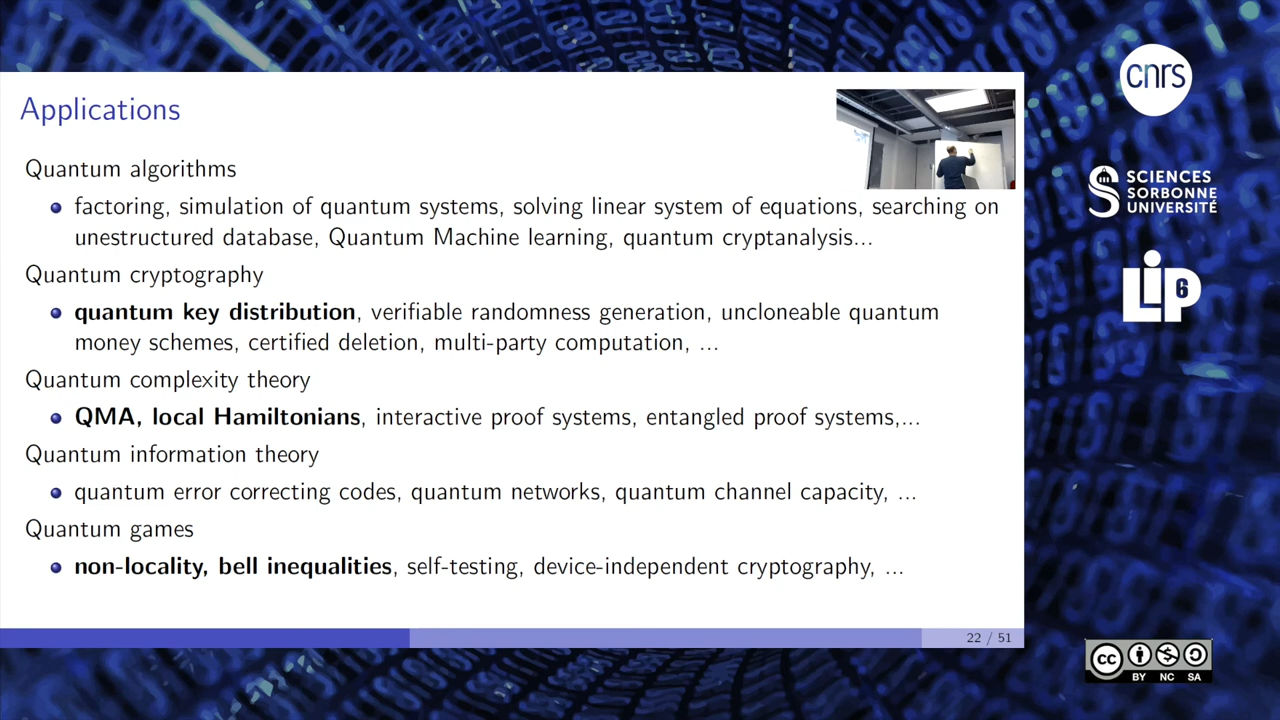 Applications
Quantum algorithms
factoring, simulation of quantum systems, solving linear system of equations, searching on
unestructured database, Quantum Machine learning, quantum cryptanalysis...
Quantum cryptography
quantum key distribution, verifiable randomness generation, uncloneable quantum
money schemes, certified deletion, multi-party computation, ...
Quantum complexity theory
QMA, local Hamiltonians, interactive proof systems, entangled proof systems,...
Quantum information theory
quantum error correcting codes, quantum networks, quantum channel capacity, ...
Quantum games
non-locality, bell inequalities, self-testing, device-independent cryptography, ...
22 / 51
cnrs
SCIENCES
SORBONNE
UNIVERSITÉ
LIP6
cc
BY NC SA